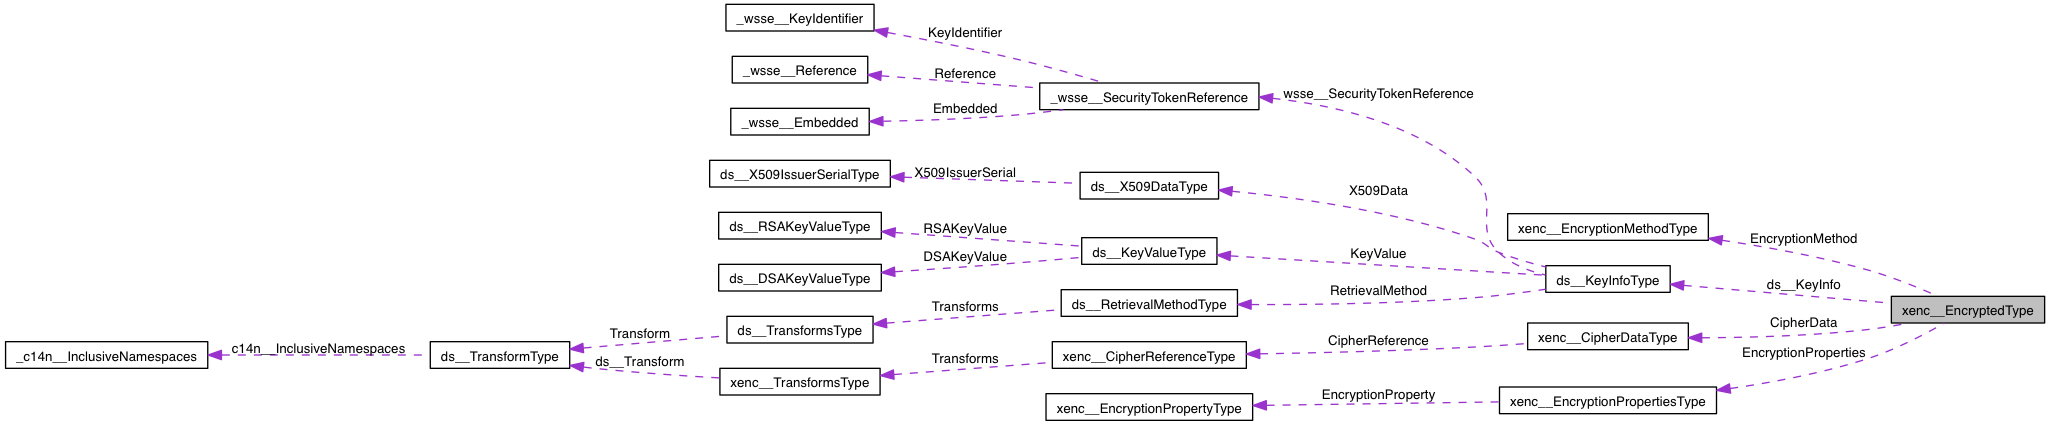 _wsse__KeyIdentifier
KeyIdentifier
_wsse__Reference
Reference
_wsse__SecurityTokenReference
wsse__SecurityTokenReference
_wsse__Embedded
Embedded
ds__X509IssuerSerialType
X509IssuerSerial
ds__X509DataType
X509Data
ds__RSAKeyValueType
RSAKeyValue
xenc__EncryptionMethodType
EncryptionMethod
ds__KeyValueType
KeyValue
ds__DSAKeyValueType
DSAKeyValue
ds__KeyInfoType
ds__KeyInfo
RetrievalMethod
ds__RetrievalMethodType
Transforms
xenc__EncryptedType
ds__TransformsType
Transform
CipherData
xenc__CipherDataType
CipherReference
_c14n__InclusiveNamespaces
c14n__InclusiveNamespaces
ds__TransformType
ds__Transform
xenc__CipherReferenceType
Transforms
EncryptionProperties
xenc__TransformsType
xenc__EncryptionPropertyType
EncryptionProperty
xenc__EncryptionPropertiesType